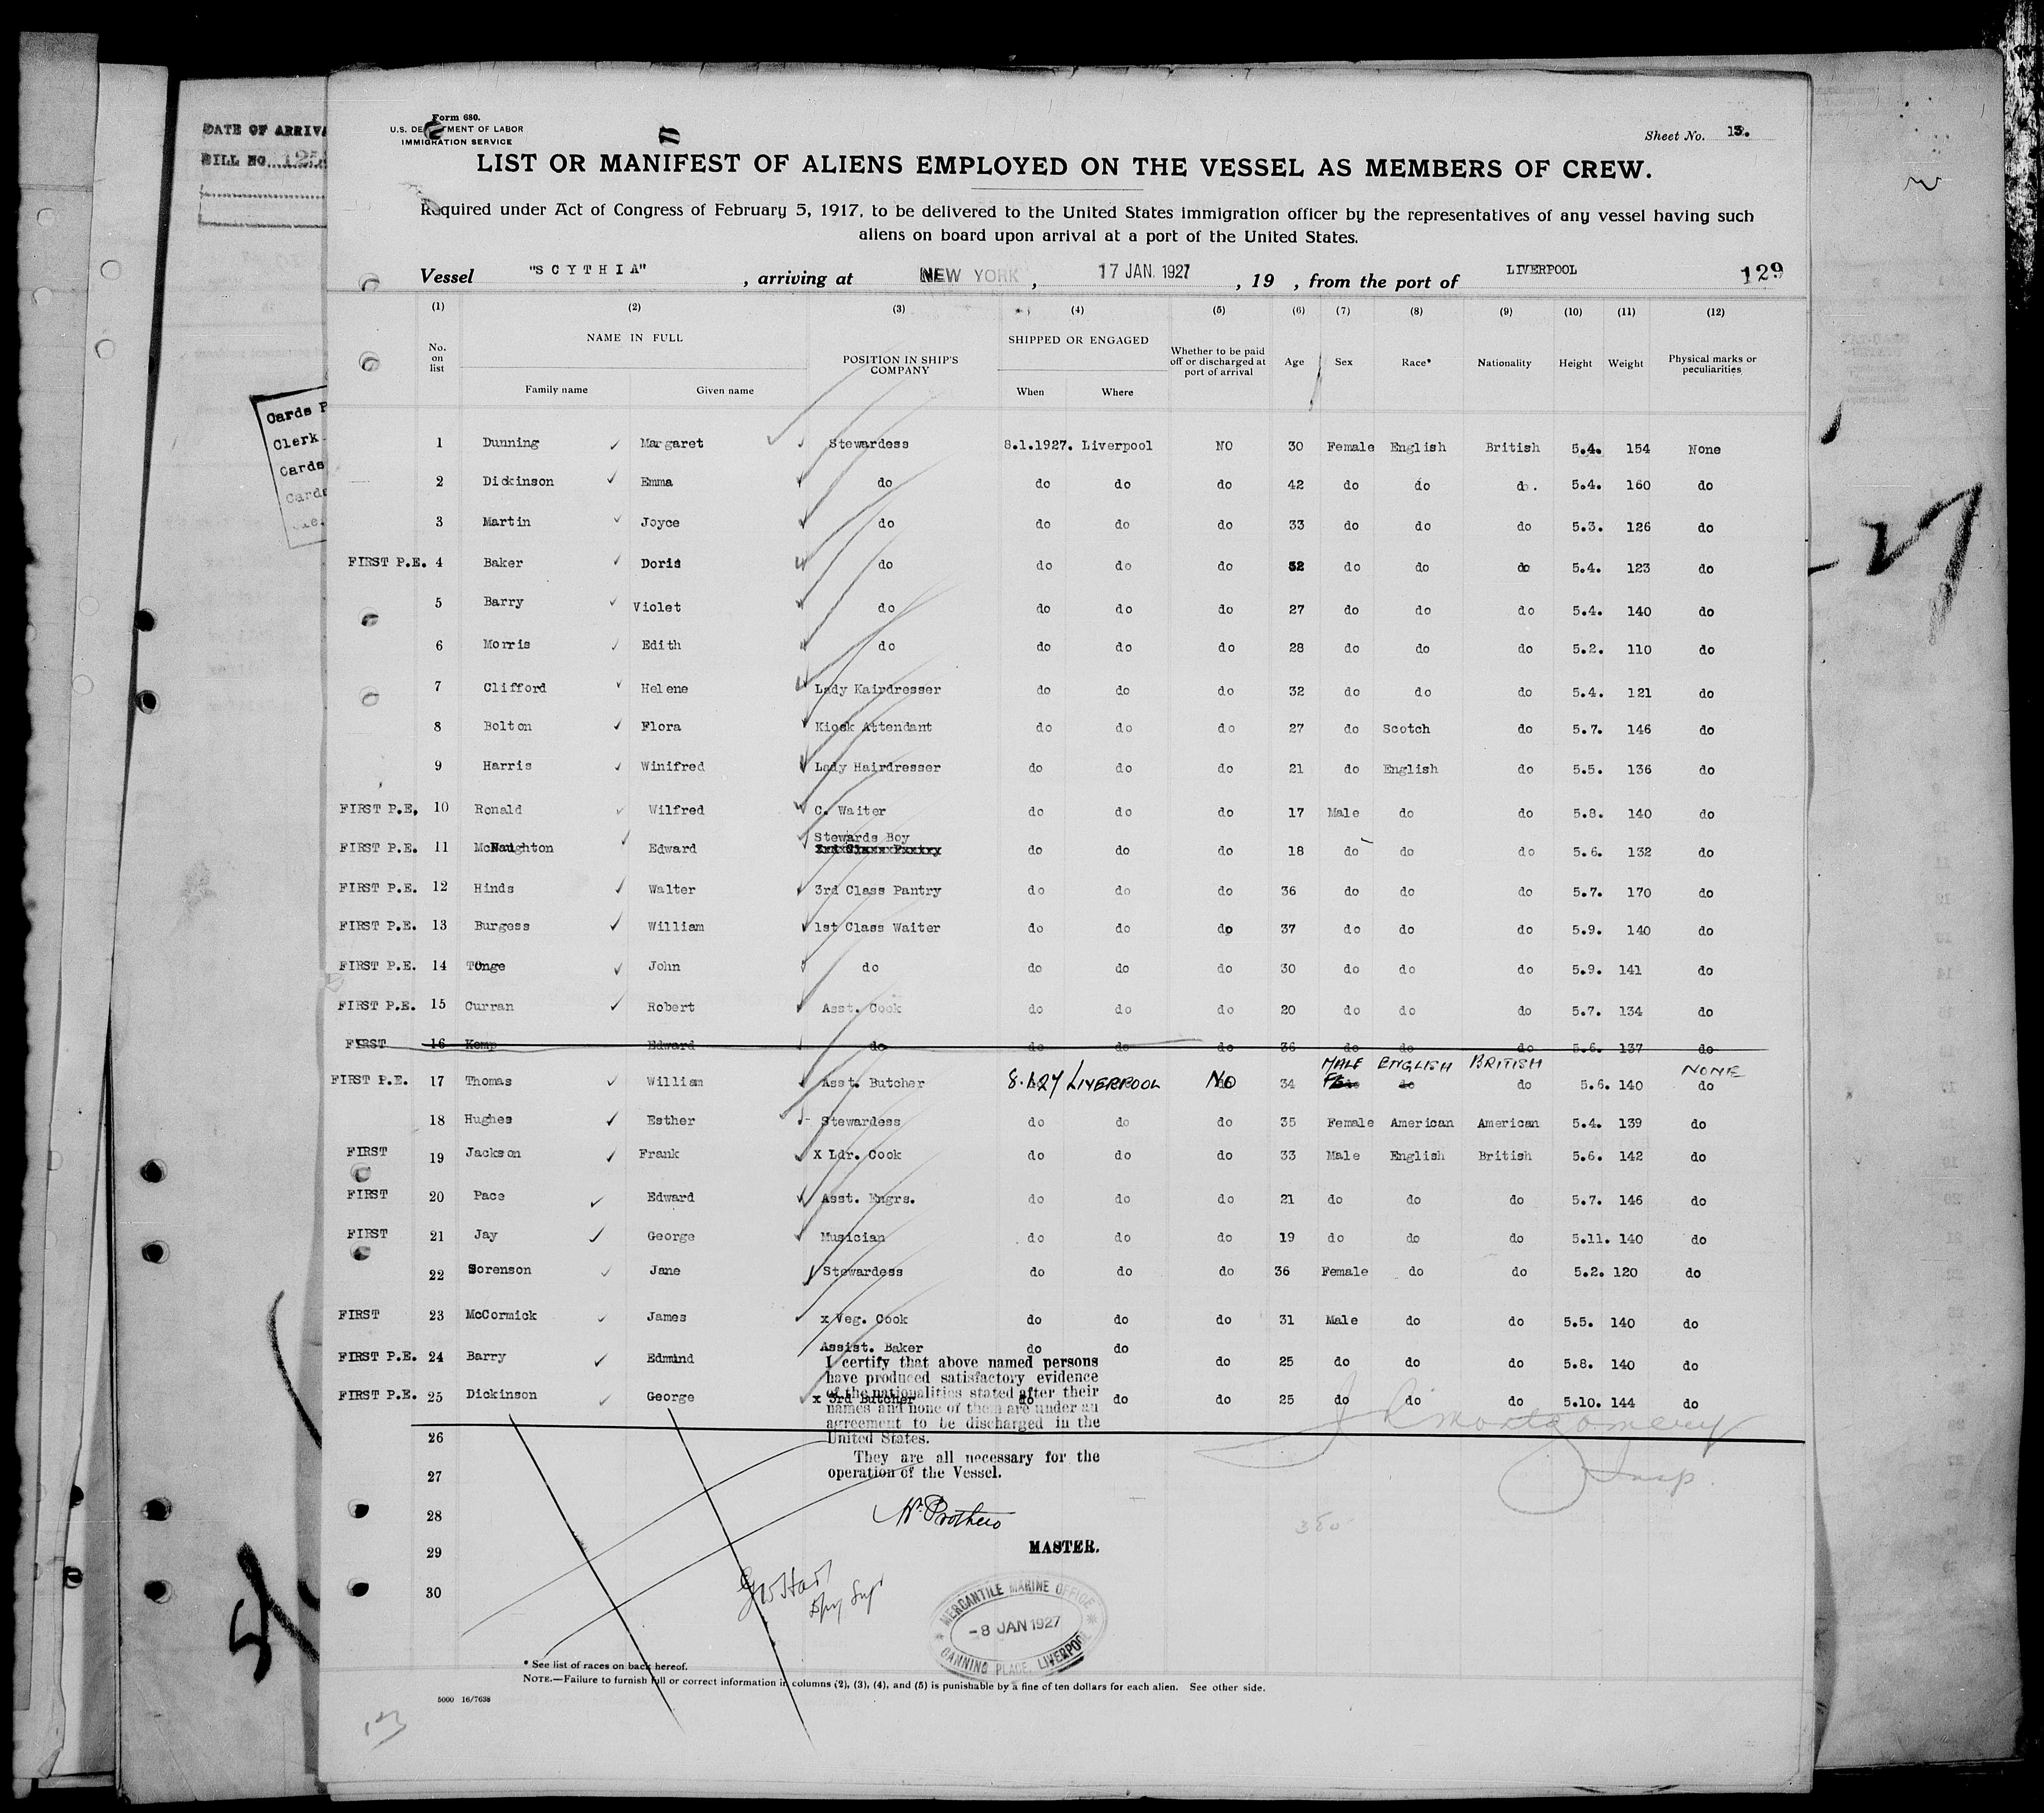 DATE OF ARRIVA
BILL NO.
Cards P
Clerk
Cards
Cards
Form 680.
U.S. DEPARTMENT OF LABOR
IMMIGRATION SERVICE
Sheet No. 13.
LIST OR MANIFEST OF ALIENS EMPLOYED ON THE VESSEL AS MEMBERS OF CREW.
Required under Act of Congress of February 5, 1917, to be delivered to the United States immigration officer by the representatives of any vessel having such
aliens on board upon arrival at a port of the United States.
Vessel "SCYTHIA", arriving at NEW YORK, 17 JAN. 1927, 19 , from the port of LIVERPOOL 129
(1) (2) (3) (4) (5) (6) (7) (8) (9) (10) (11) (12)
No. on list NAME IN FULL Family name Given name POSITION IN SHIP'S COMPANY SHIPPED OR ENGAGED When Where Whether to be paid off or discharged at port of arrival Age Sex Race* Nationality Height Weight Physical marks or peculiarities
1 Dunning Margaret Stewardess 8.1.1927. Liverpool NO 30 Female English British 5.4. 154 None
2 Dickinson Emma do do do do 42 do do d. 5.4. 160 do
3 Martin Joyce do do do do 33 do do do 5.3. 126 do
FIRST P.E. 4 Baker Doris do do do do 32 do do do 5.4. 123 do
5 Barry Violet do do do do 27 do do do 5.4. 140 do
6 Morris Edith do do do do 28 do do do 5.2. 110 do
7 Clifford Helene Lady Kairdresser do do do 32 do do do 5.4. 121 do
8 Bolton Flora Kiosk Attendant do do do 27 do Scotch do 5.7. 146 do
9 Harris Winifred Lady Hairdresser do do do 21 do English do 5.5. 136 do
FIRST P.E. 10 Ronald Wilfred C. Waiter do do do 17 Male do do 5.8. 140 do
Stewards Boy
FIRST P.E. 11 McNaughton Edward 3rd Class Pantry do do do 18 do do do 5.6. 132 do
FIRST P.E. 12 Hinds Walter 3rd Class Pantry do do do 36 do do do 5.7. 170 do
FIRST P.E. 13 Burgess William 1st Class Waiter do do do 37 do do do 5.9. 140 do
FIRST P.E. 14 TOnge John do do do do 30 do do do 5.9. 141 do
FIRST P.E. 15 Curran Robert Asst. Cook do do do 20 do do do 5.7. 134 do
FIRST 16 Kemp Edward do do do do 36 do do do 5.6. 137 do
MALE ENGLISH BRITISH NONE
FIRST P.E. 17 Thomas William Asst. Butcher 8.1.27 LIVERPOOL NO 34 do do 5.6. 140 do
18 Hughes Esther Stewardess do do do 35 Female American American 5.4. 139 do
FIRST 19 Jackson Frank X Ldr. Cook do do do 33 Male English British 5.6. 142 do
FIRST 20 Pace Edward Asst. Engrs. do do do 21 do do do 5.7. 146 do
FIRST 21 Jay George Musician do do do 19 do do do 5.11. 140 do
22 Sorenson Jane Stewardess do do do 36 Female do do 5.2. 120 do
FIRST 23 McCormick James x Veg. Cook do do do 31 Male do do 5.5. 140 do
FIRST P.E. 24 Barry Edmund Assist. Baker do do do 25 do do do 5.8. 140 do
FIRST P.E. 25 Dickinson George x 3rd Butcher do do do 25 do do do 5.10. 144 do
I certify that above named persons
have produced satisfactory evidence
of the nationalities stated after their
names and none of them are under an
agreement to be discharged in the
United States.
They are all necessary for the
operation of the Vessel.
26
27
28
29
30
Montgomery
Insp.
Wm. Prothero
MASTER.
MERCANTILE MARINE OFFICE
-8 JAN 1927
CANNING PLACE, LIVERPOOL
* See list of races on back hereof.
NOTE.—Failure to furnish full or correct information in columns (2), (3), (4), and (5) is punishable by a fine of ten dollars for each alien. See other side.
5000 16/7638
123